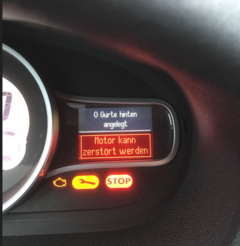 0 Gurte hinten
angelegt
Motor kann
zerstört werden
STOP